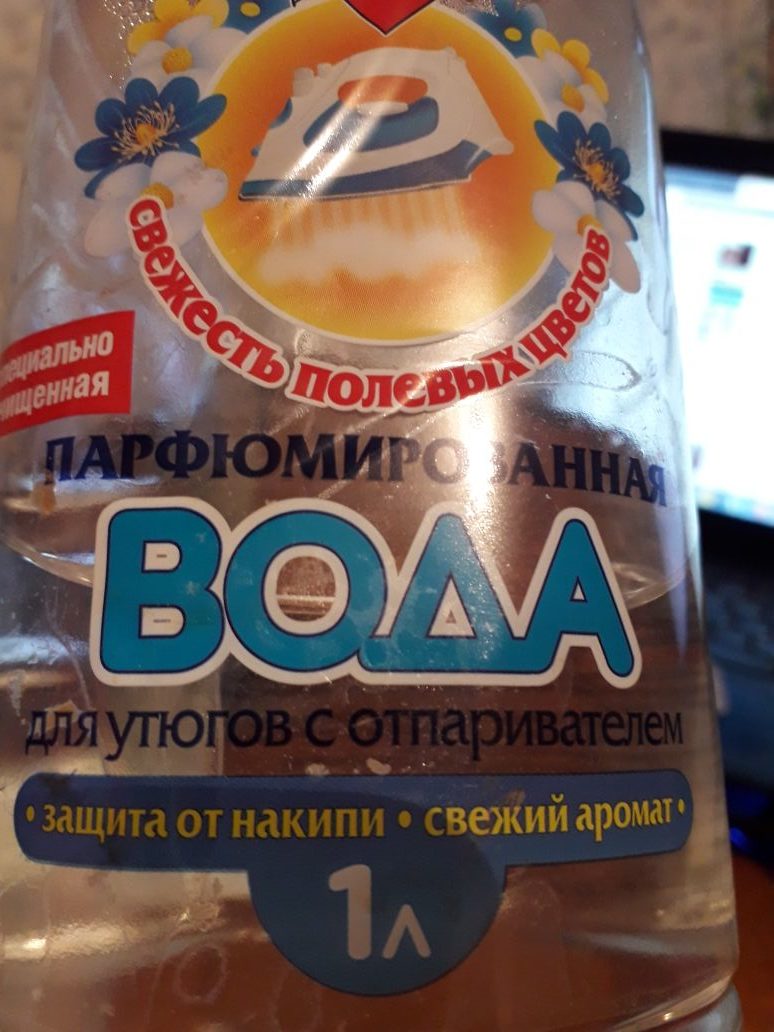 свежесть полевых цветов
ПАРФЮМИРОВАННАЯ
ВОДА
для утюгов с отпаривателем
• защита от накипи • свежий аромат •
1л